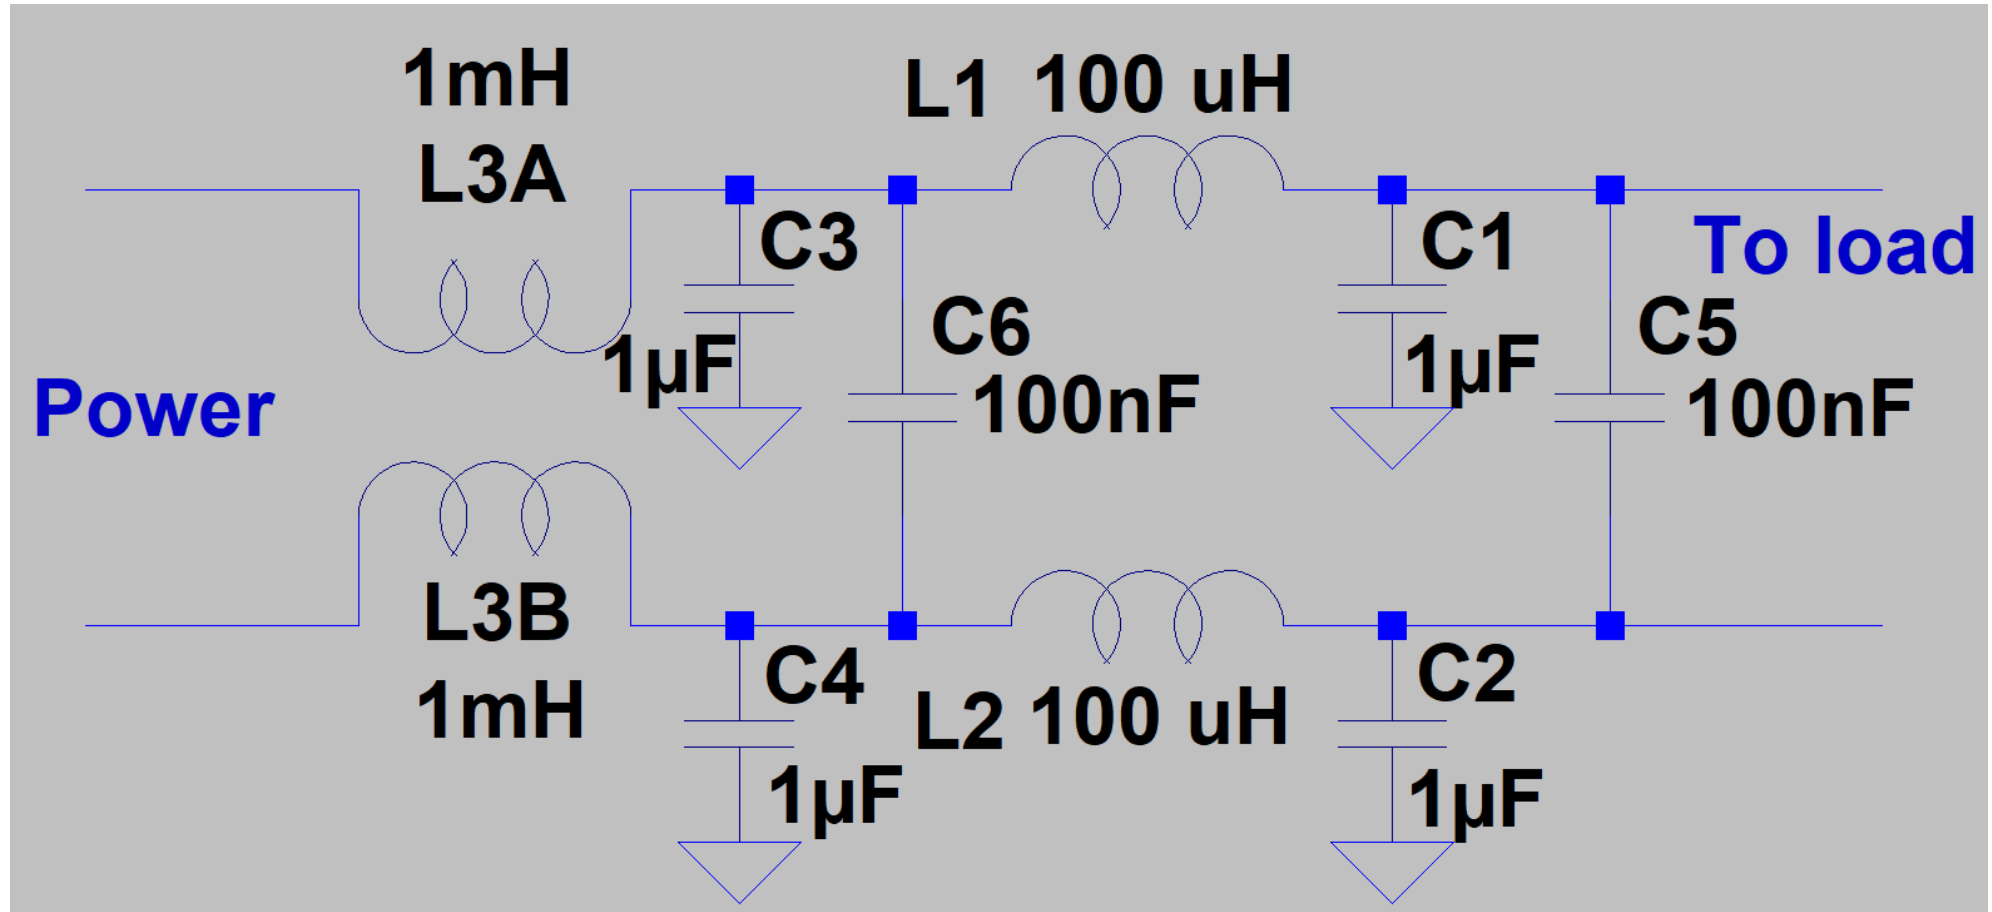 1mH
L3A
L1 100 uH
C3
C1
To load
C6
C5
1µF
100nF
1µF
100nF
Power
L3B
1mH
C4
L2 100 uH
C2
1µF
1µF